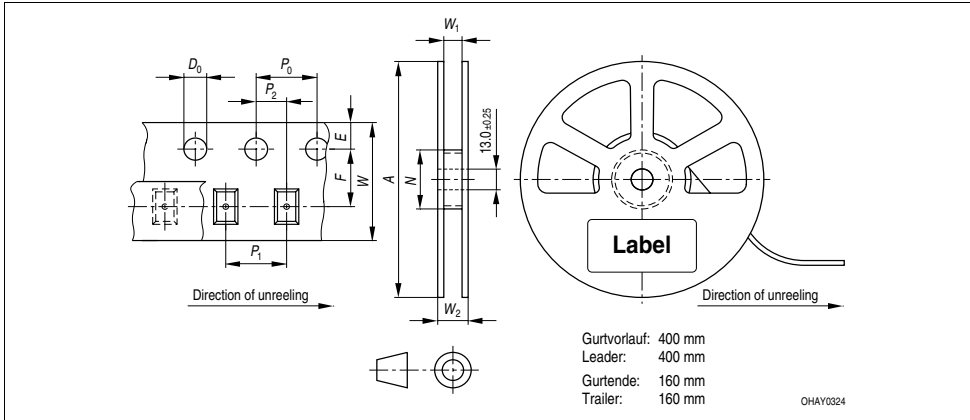 D0
P0
P2
E
F
W
P1
Direction of unreeling
W1
A
N
13.0 ±0.25
W2
Label
Direction of unreeling
Gurtvorlauf: 400 mm
Leader: 400 mm
Gurtende: 160 mm
Trailer: 160 mm
OHAY0324